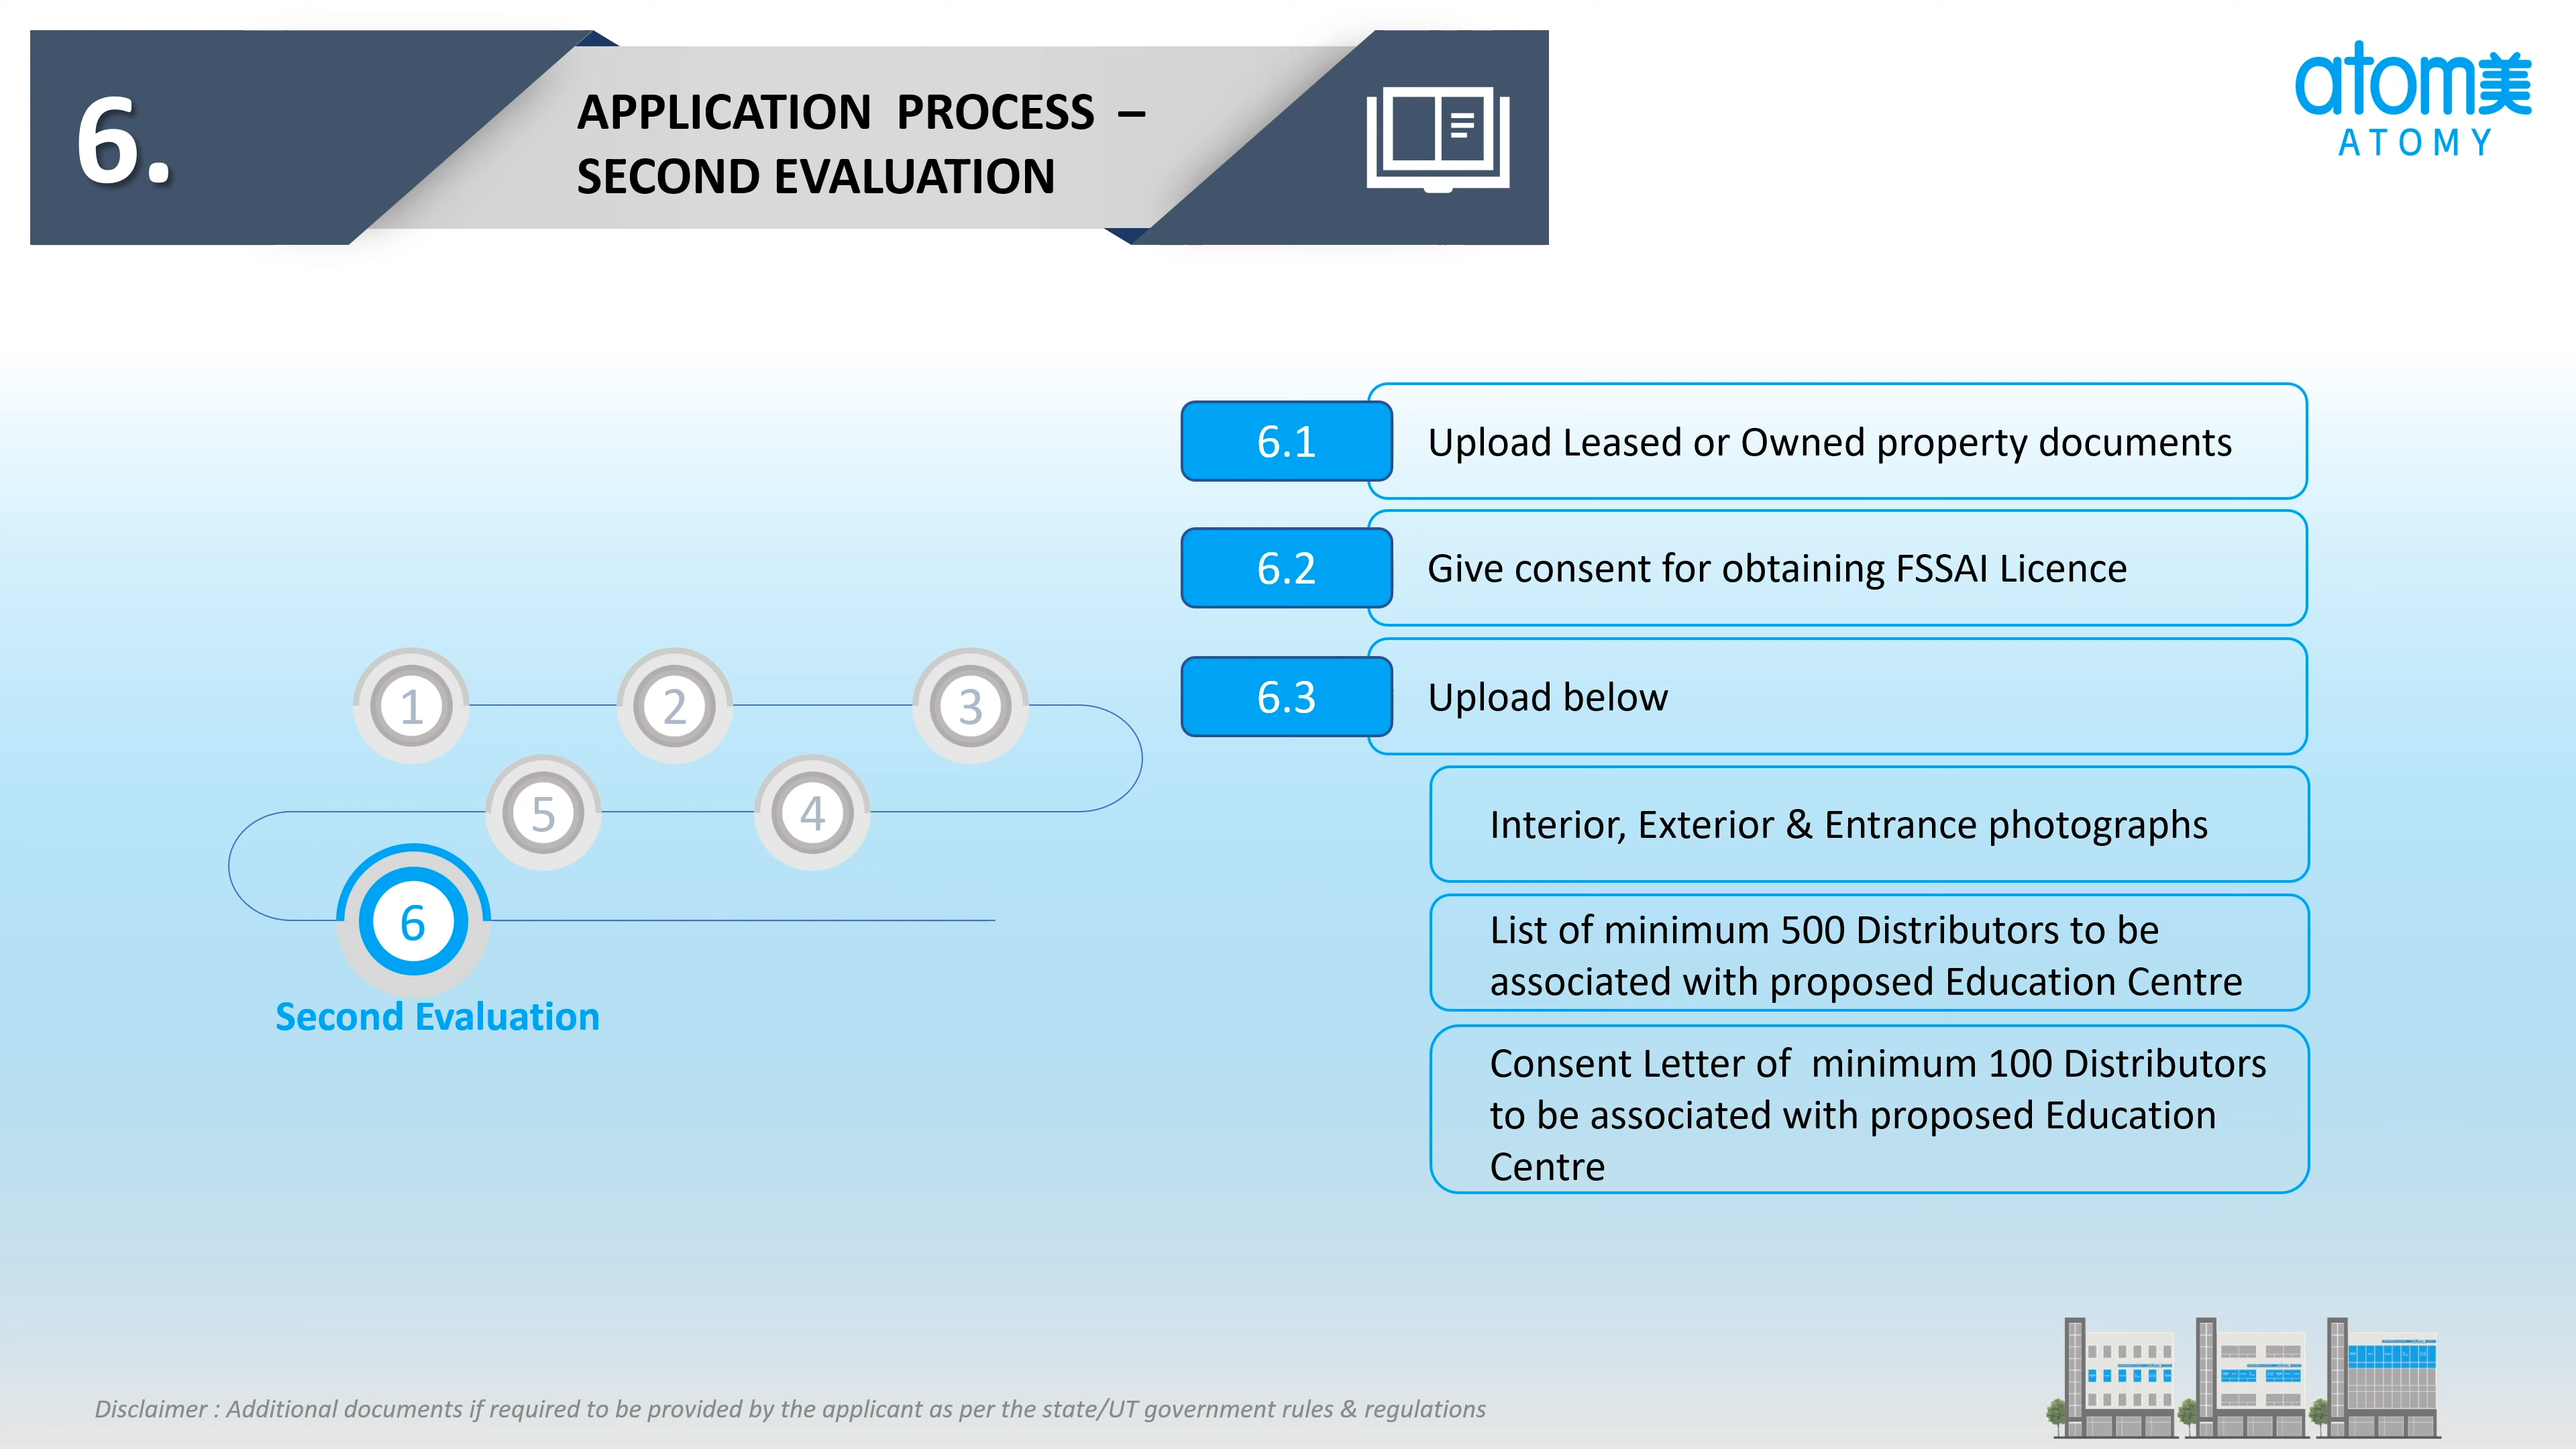 6.
APPLICATION PROCESS –
SECOND EVALUATION
atom美
ATOMY
6.1
Upload Leased or Owned property documents
6.2
Give consent for obtaining FSSAI Licence
6.3
Upload below
Interior, Exterior & Entrance photographs
List of minimum 500 Distributors to be
associated with proposed Education Centre
Consent Letter of minimum 100 Distributors
to be associated with proposed Education
Centre
1
2
3
5
4
6
Second Evaluation
Disclaimer : Additional documents if required to be provided by the applicant as per the state/UT government rules & regulations